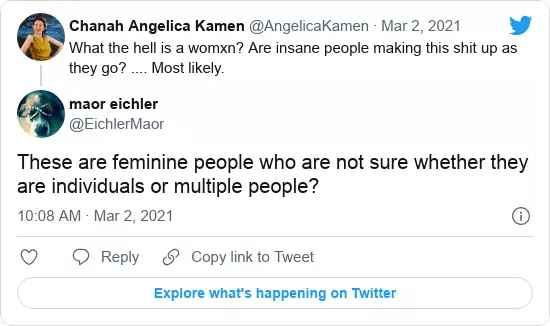 Chanah Angelica Kamen @AngelicaKamen · Mar 2, 2021
What the hell is a womxn? Are insane people making this shit up as
they go? .... Most likely.
maor eichler
@EichlerMaor
These are feminine people who are not sure whether they
are individuals or multiple people?
10:08 AM · Mar 2, 2021
Reply
Copy link to Tweet
Explore what's happening on Twitter